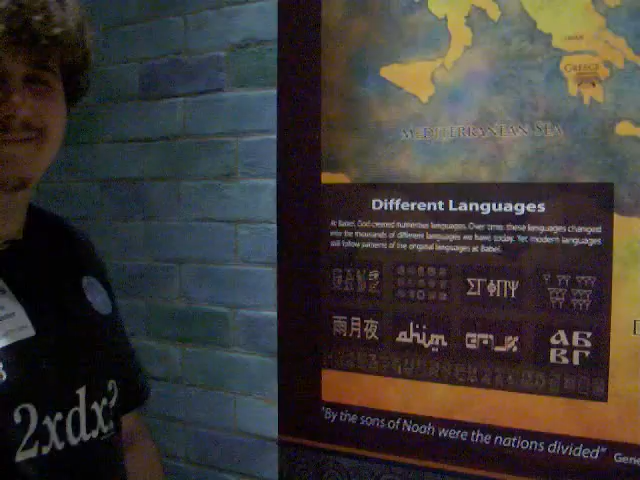 GREECE
MEDITERRANEAN SEA
Different Languages
At Babel, God created numerous languages. Over time, these languages changed
into the thousands of different languages we have today. Yet modern languages
still follow patterns of the original languages at Babel.
ΣΓΦΠΨ
雨月夜
АБ
ВГ
"By the sons of Noah were the nations divided"
2xdx